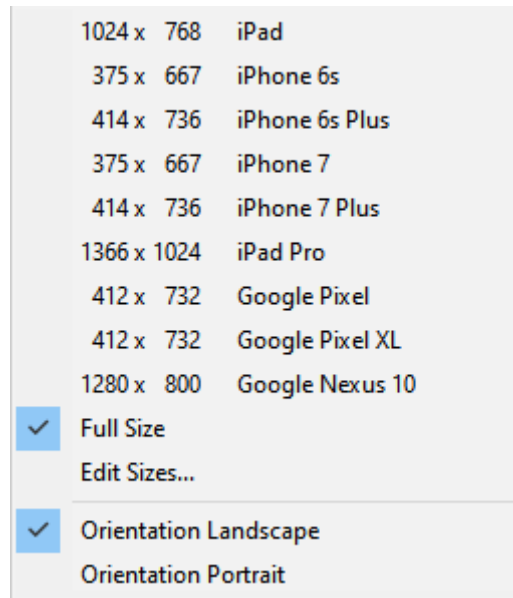 1024 x 768 iPad
375 x 667 iPhone 6s
414 x 736 iPhone 6s Plus
375 x 667 iPhone 7
414 x 736 iPhone 7 Plus
1366 x 1024 iPad Pro
412 x 732 Google Pixel
412 x 732 Google Pixel XL
1280 x 800 Google Nexus 10
Full Size
Edit Sizes...
Orientation Landscape
Orientation Portrait